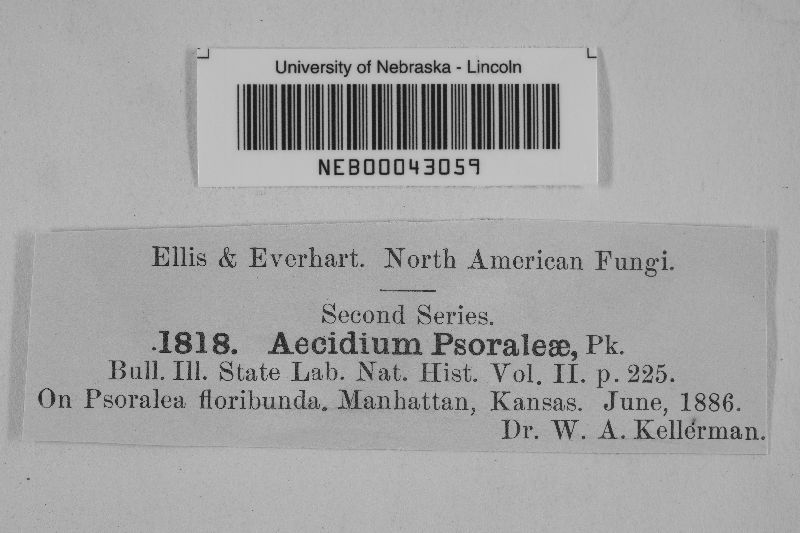 University of Nebraska - Lincoln
NEB00043059
Ellis & Everhart. North American Fungi.
Second Series.
.1818. Aecidium Psoraleæ, Pk.
Bull. Ill. State Lab. Nat. Hist. Vol. II. p. 225.
On Psoralea floribunda. Manhattan, Kansas. June, 1886.
Dr. W. A. Kellerman.